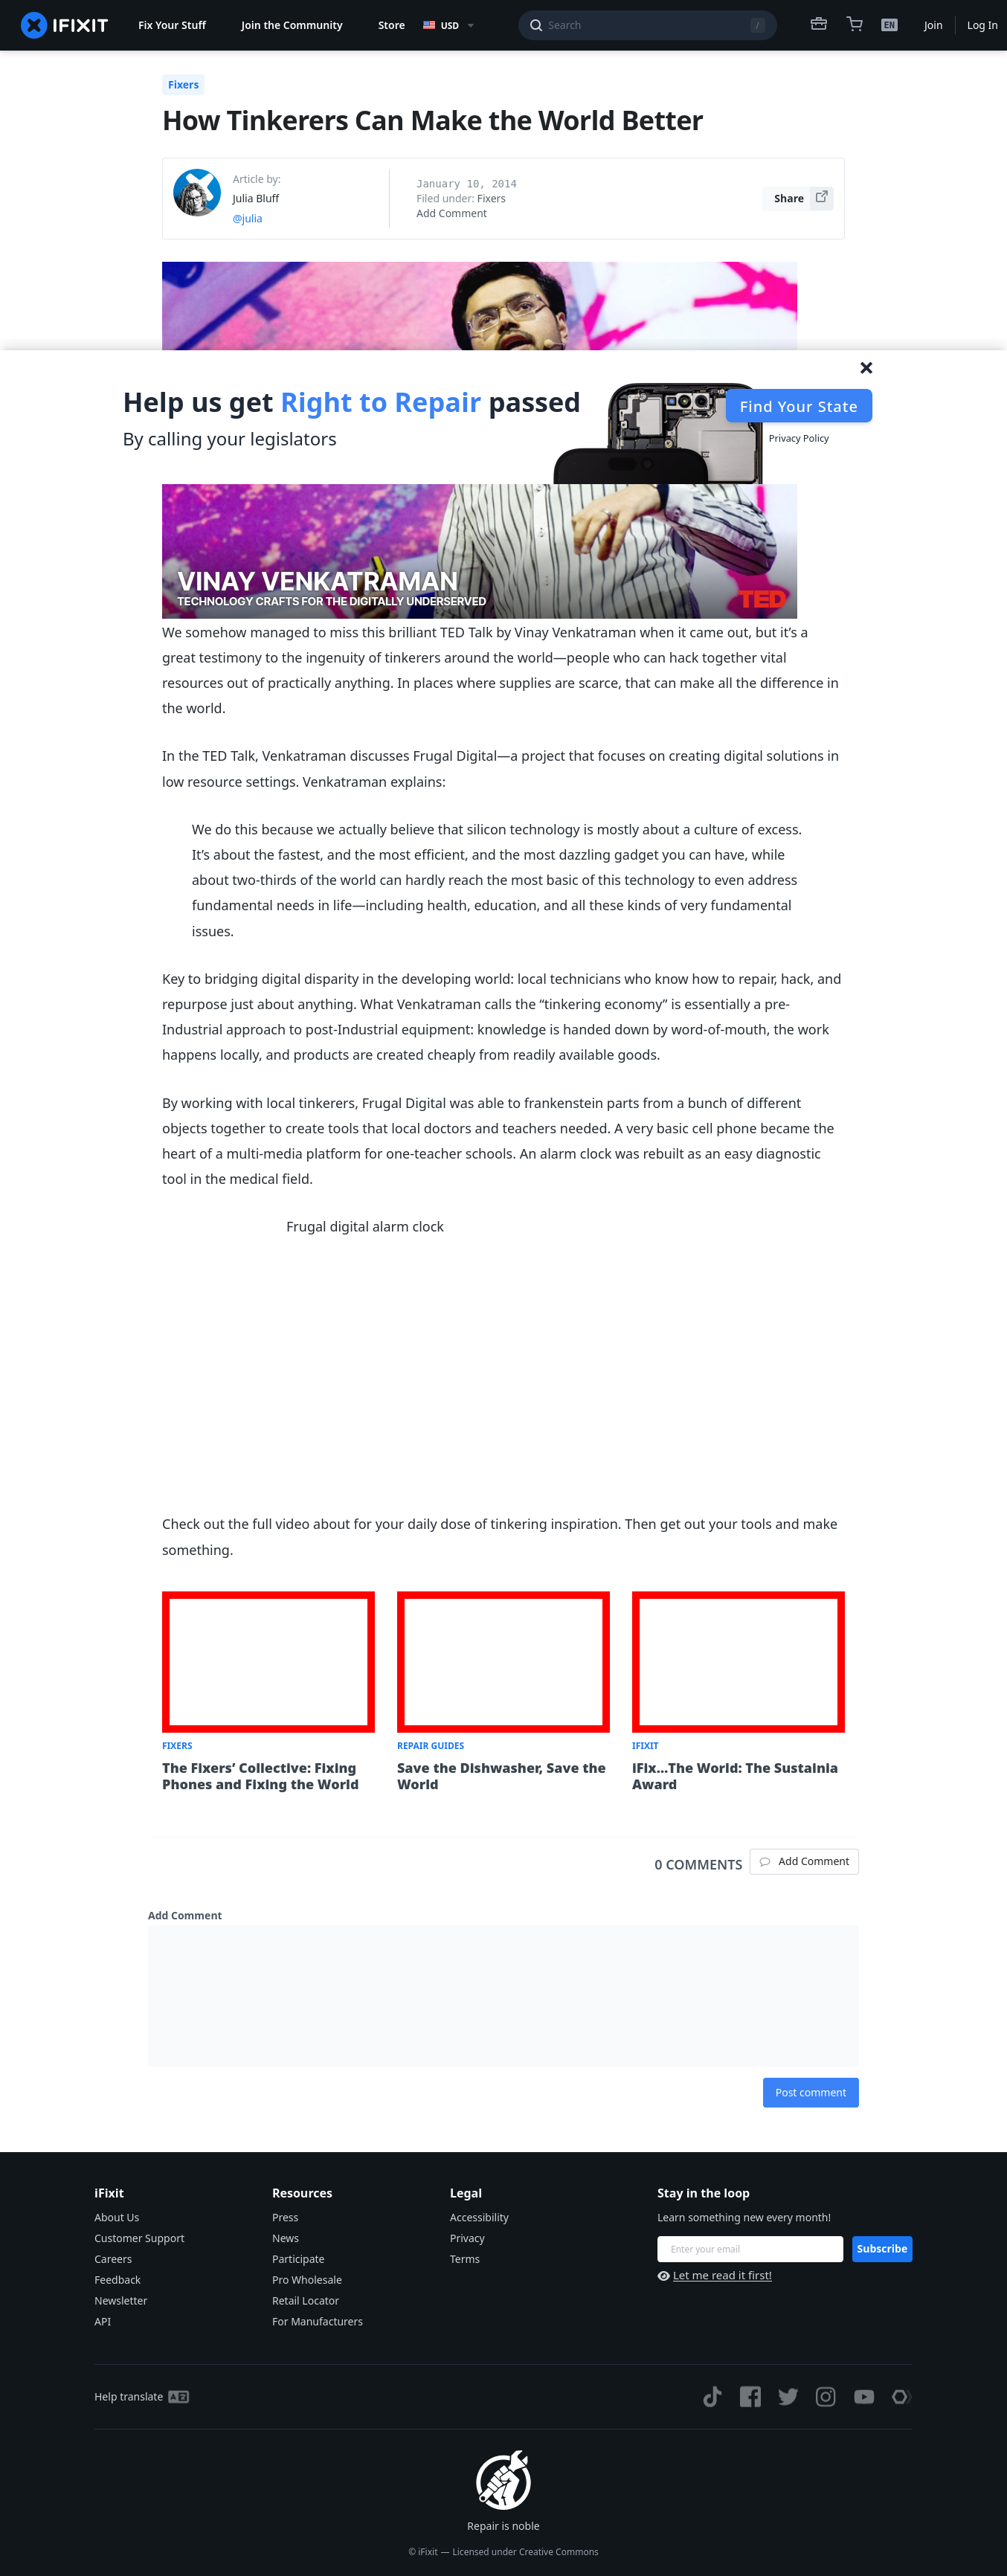 IFIXIT
Fix Your Stuff
Join the Community
Store
USD
Search
/
EN
Join
Log In
Fixers
How Tinkerers Can Make the World Better
Article by:
Julia Bluff
@julia
January 10, 2014
Filed under: Fixers
Add Comment
Share
Help us get Right to Repair passed
By calling your legislators
Find Your State
Privacy Policy
VINAY VENKATRAMAN
TECHNOLOGY CRAFTS FOR THE DIGITALLY UNDERSERVED
TED
We somehow managed to miss this brilliant TED Talk by Vinay Venkatraman when it came out, but it’s a
great testimony to the ingenuity of tinkerers around the world—people who can hack together vital
resources out of practically anything. In places where supplies are scarce, that can make all the difference in
the world.
In the TED Talk, Venkatraman discusses Frugal Digital—a project that focuses on creating digital solutions in
low resource settings. Venkatraman explains:
We do this because we actually believe that silicon technology is mostly about a culture of excess.
It’s about the fastest, and the most efficient, and the most dazzling gadget you can have, while
about two-thirds of the world can hardly reach the most basic of this technology to even address
fundamental needs in life—including health, education, and all these kinds of very fundamental
issues.
Key to bridging digital disparity in the developing world: local technicians who know how to repair, hack, and
repurpose just about anything. What Venkatraman calls the “tinkering economy” is essentially a pre-
Industrial approach to post-Industrial equipment: knowledge is handed down by word-of-mouth, the work
happens locally, and products are created cheaply from readily available goods.
By working with local tinkerers, Frugal Digital was able to frankenstein parts from a bunch of different
objects together to create tools that local doctors and teachers needed. A very basic cell phone became the
heart of a multi-media platform for one-teacher schools. An alarm clock was rebuilt as an easy diagnostic
tool in the medical field.
Frugal digital alarm clock
Check out the full video about for your daily dose of tinkering inspiration. Then get out your tools and make
something.
FIXERS
The Fixers’ Collective: Fixing
Phones and Fixing the World
REPAIR GUIDES
Save the Dishwasher, Save the
World
IFIXIT
iFix…The World: The Sustainia
Award
0 COMMENTS
Add Comment
Add Comment
Post comment
iFixit
About Us
Customer Support
Careers
Feedback
Newsletter
API
Resources
Press
News
Participate
Pro Wholesale
Retail Locator
For Manufacturers
Legal
Accessibility
Privacy
Terms
Stay in the loop
Learn something new every month!
Enter your email
Subscribe
Let me read it first!
Help translate
Repair is noble
© iFixit — Licensed under Creative Commons